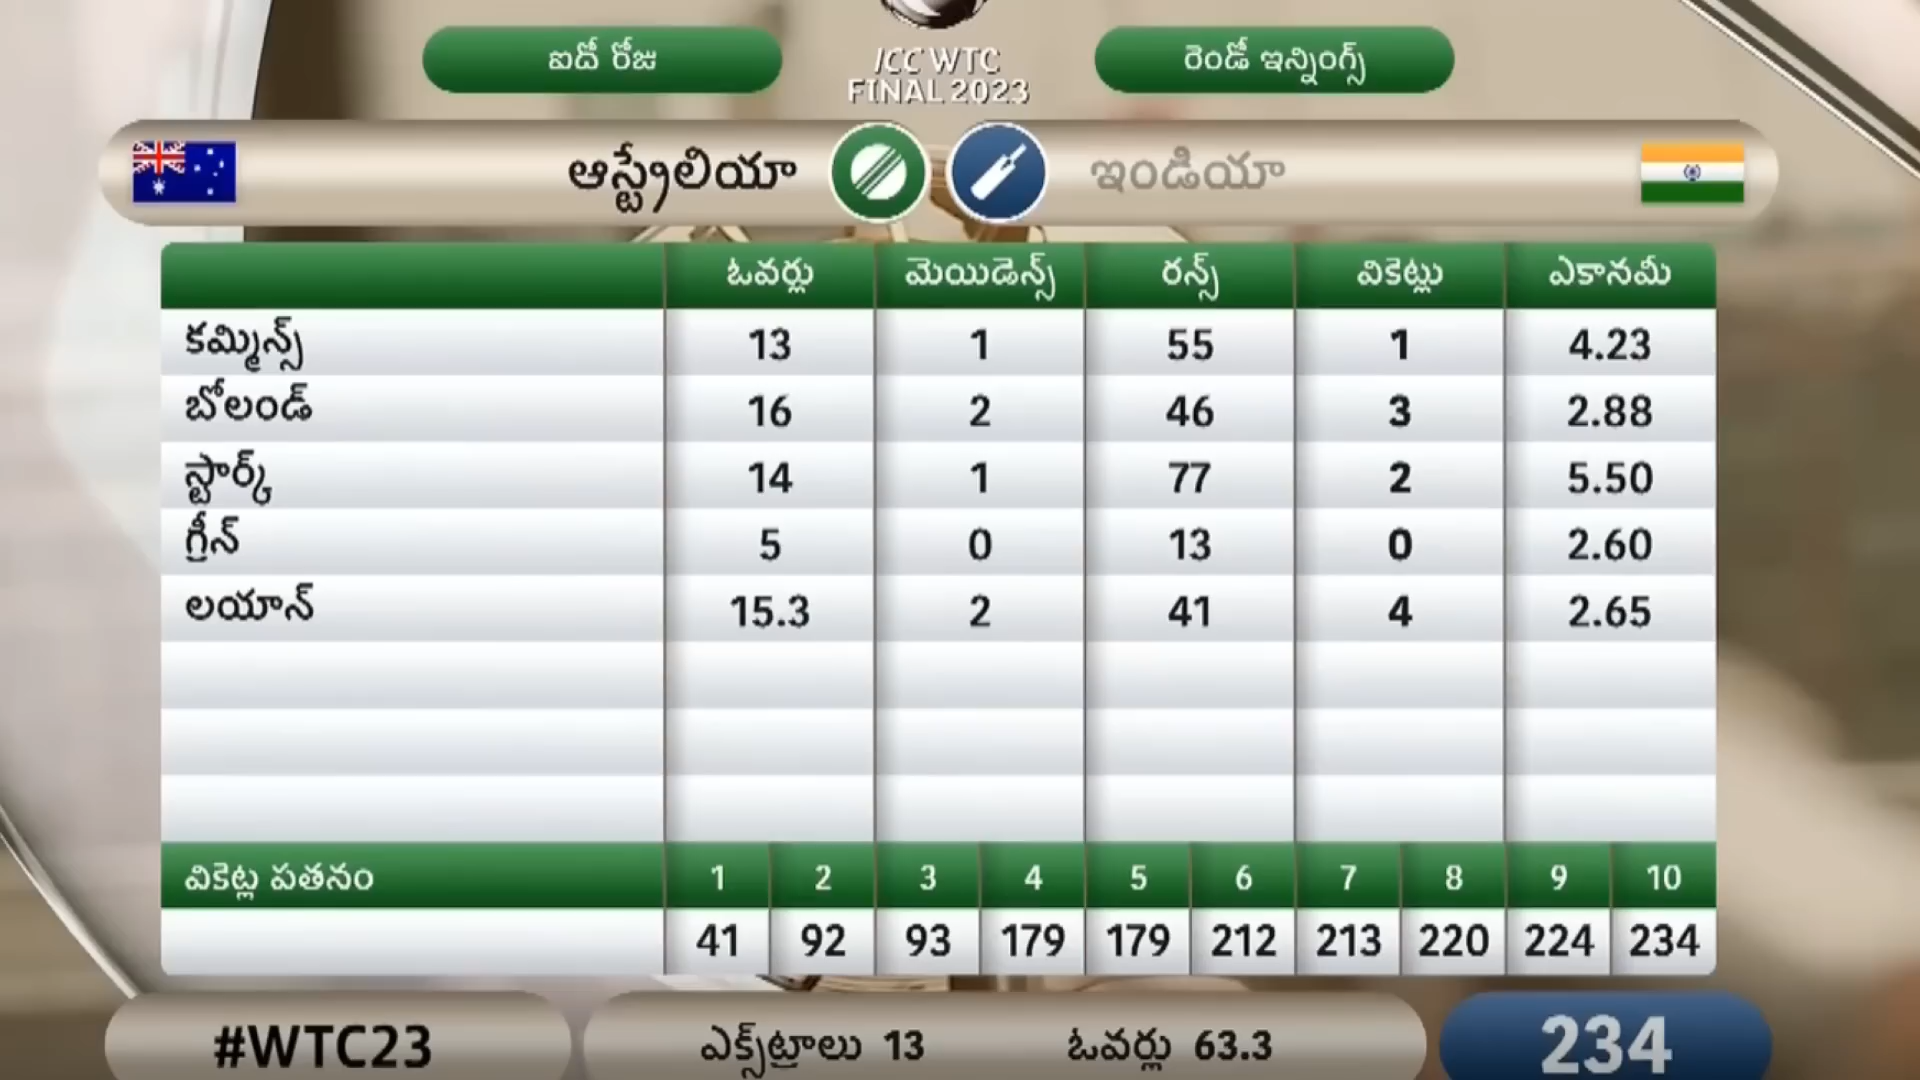 ఐదో రోజు
ICC WTC
FINAL 2023
రెండో ఇన్నింగ్స్
ఆస్ట్రేలియా ఇండియా
ఓవర్లు మెయిడెన్స్ రన్స్ వికెట్లు ఎకానమీ
కమ్మిన్స్ 13 1 55 1 4.23
బోలండ్ 16 2 46 3 2.88
స్టార్క్ 14 1 77 2 5.50
గ్రీన్ 5 0 13 0 2.60
లయాన్ 15.3 2 41 4 2.65
వికెట్ల పతనం 1 2 3 4 5 6 7 8 9 10
41 92 93 179 179 212 213 220 224 234
#WTC23 ఎక్స్‌ట్రాలు 13 ఓవర్లు 63.3 234